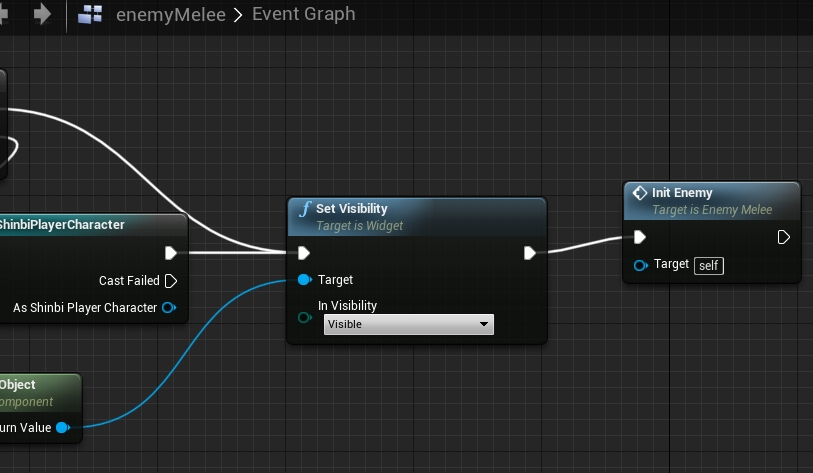 enemyMelee > Event Graph
ShinbiPlayerCharacter
Cast Failed
As Shinbi Player Character
Object
omponent
urn Value
f Set Visibility
Target is Widget
Target
In Visibility
Visible
Init Enemy
Target is Enemy Melee
Target self